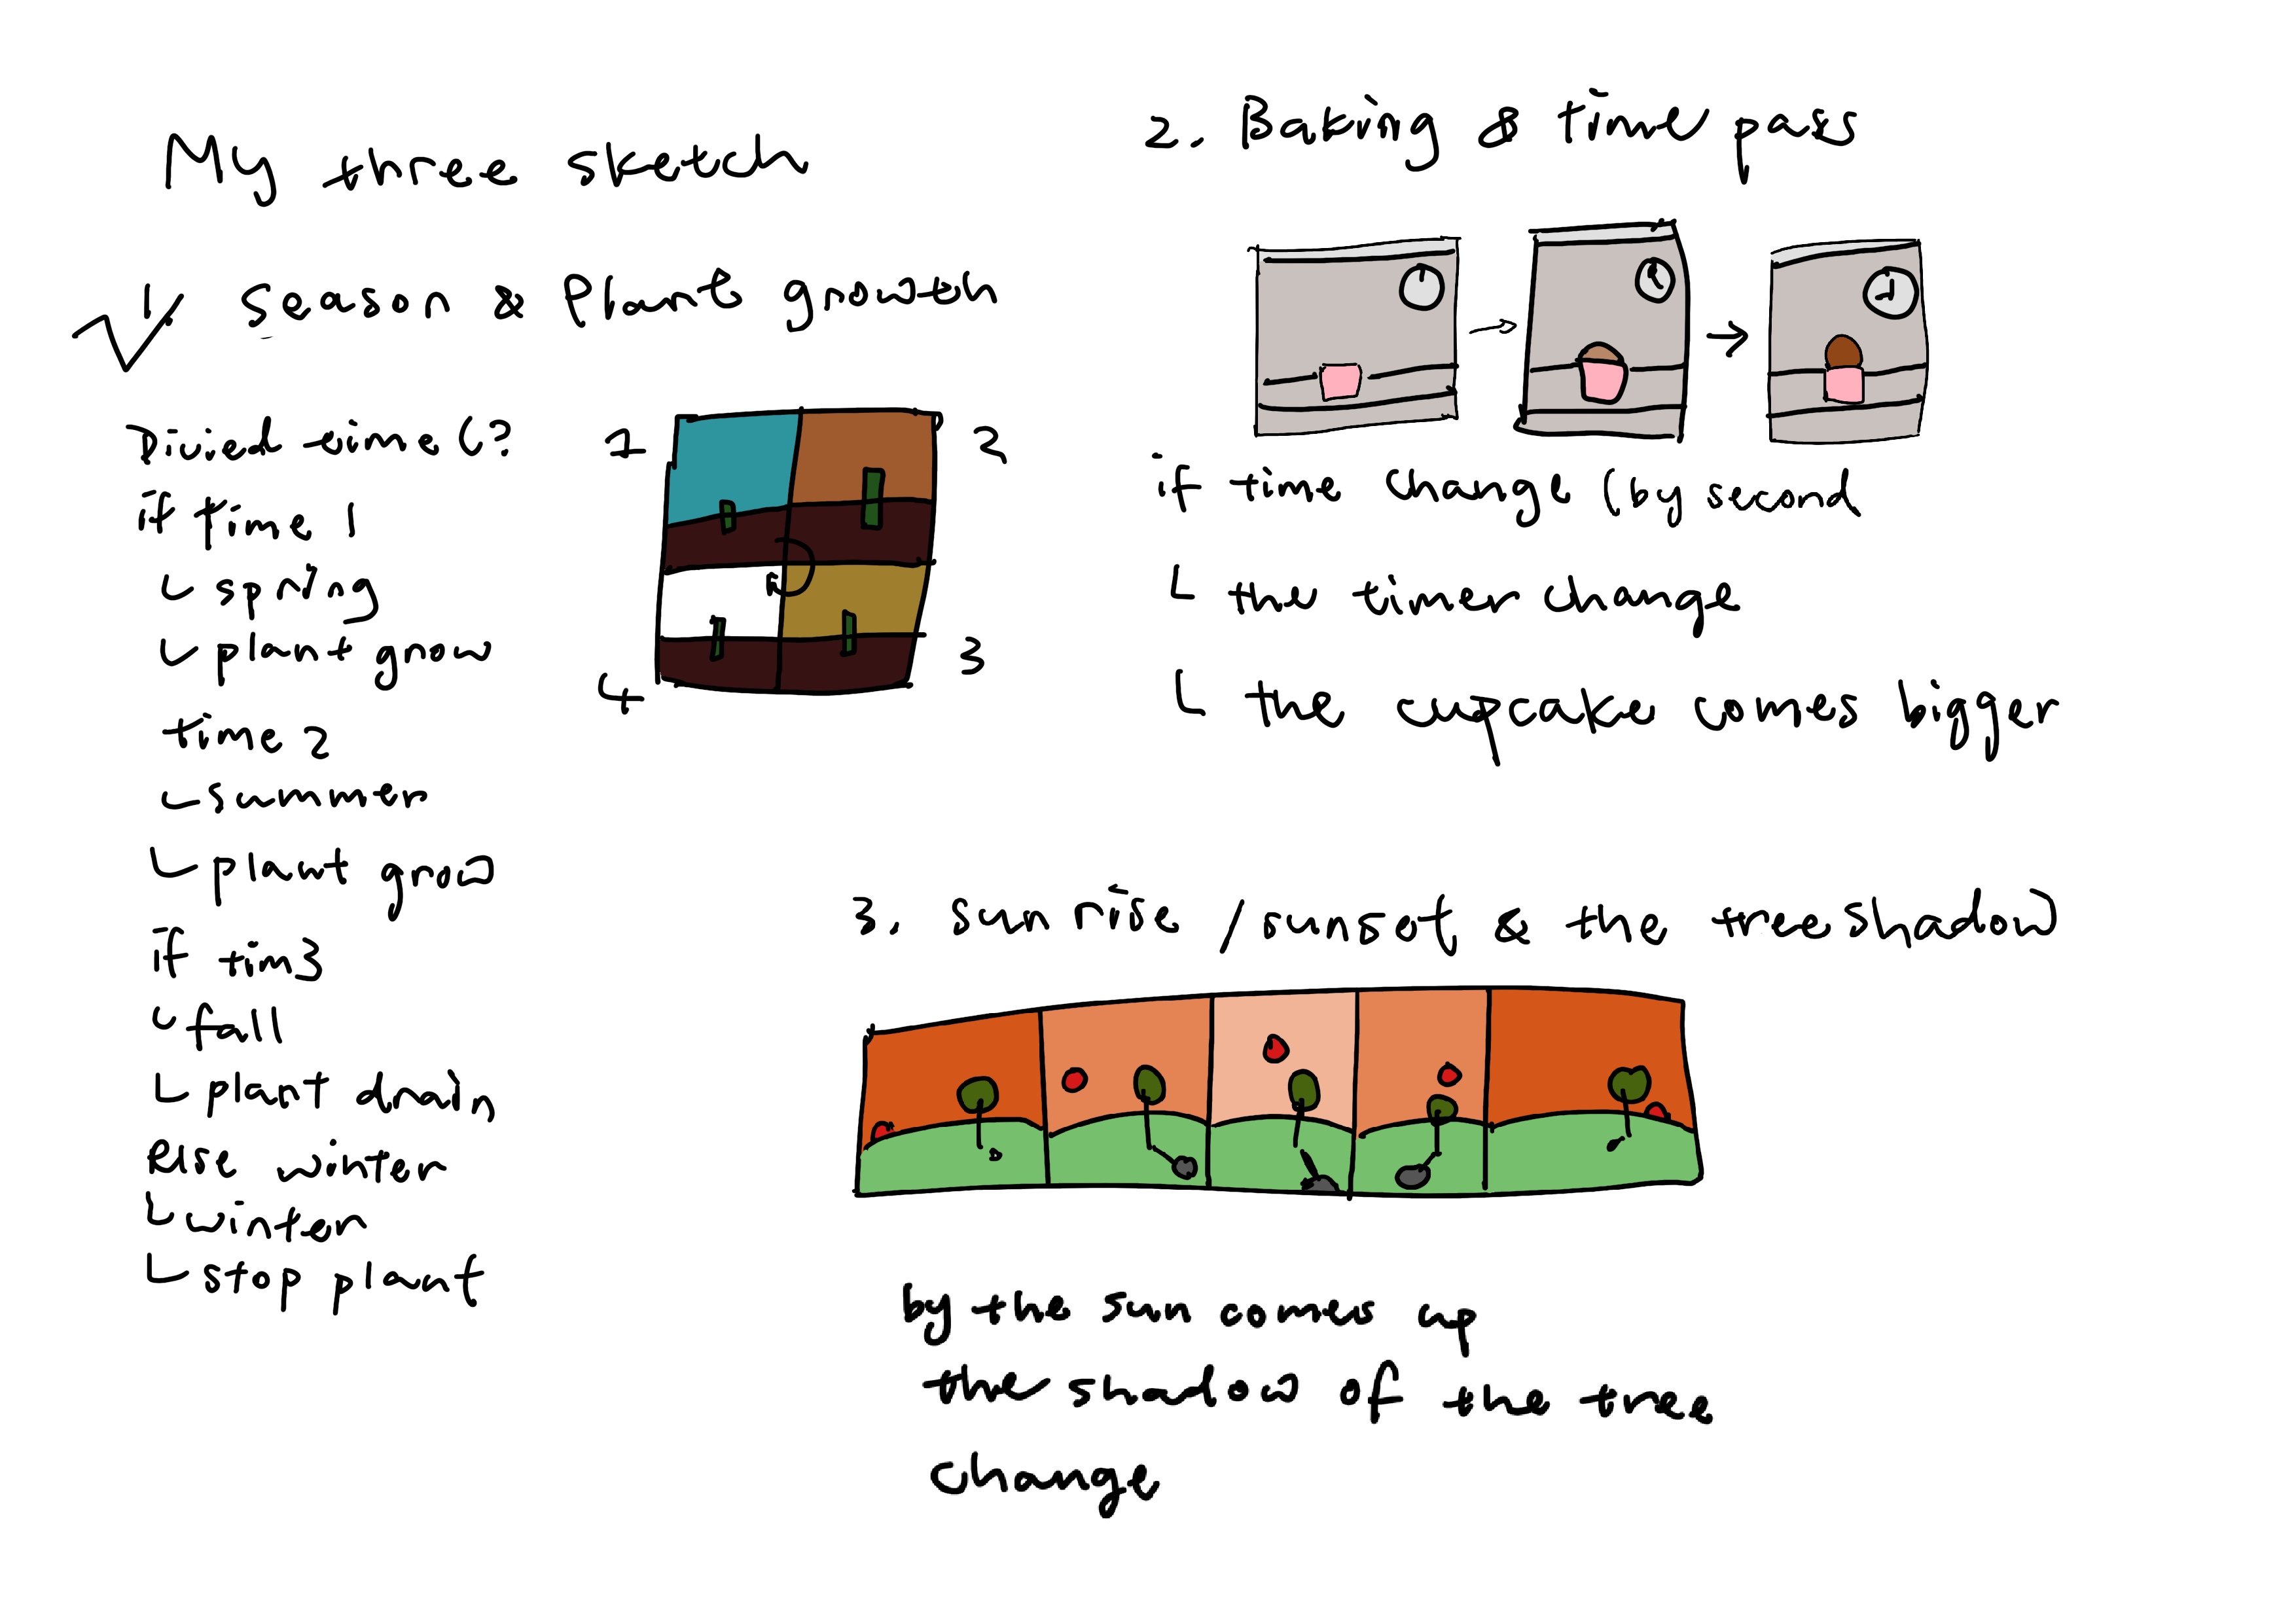 My three sketch
1. Season & Plant growth
Divied time (?
if time 1
spring
plant grow
time 2
summer
plant grow
if tim3
fall
plant drain
else winter
winter
stop plant
1
2
3
4
2. Baking & time pass
if time change (by second
the timer change
the cupcake comes bigger
3. sun rise /sunset & the tree shadow
by the sun comes up
the shadow of the tree
change